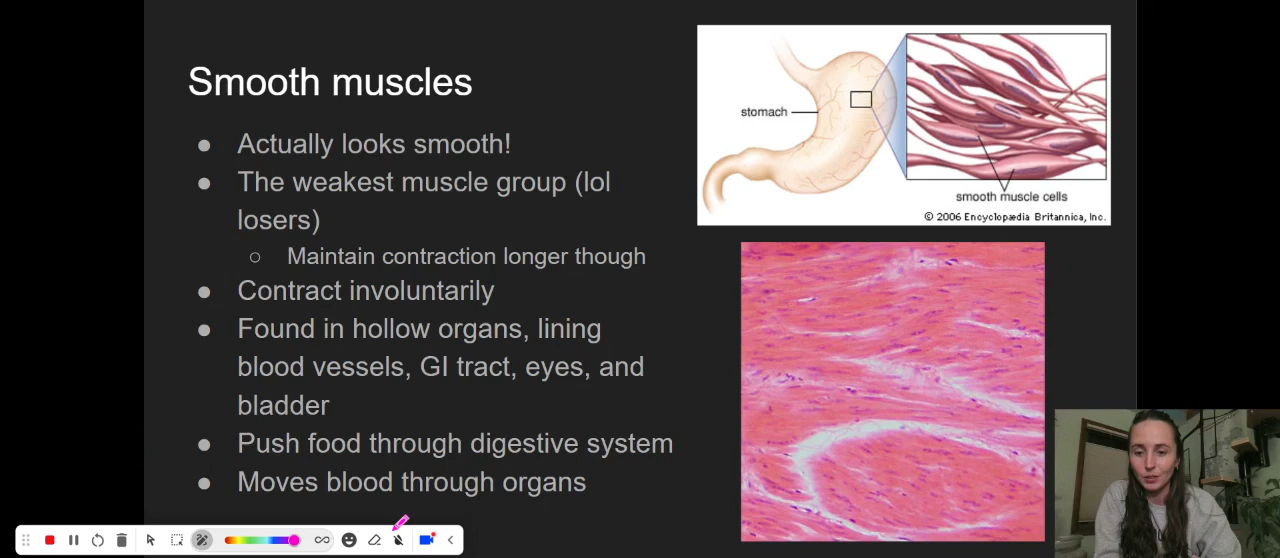 Smooth muscles
● Actually looks smooth!
● The weakest muscle group (lol
losers)
○ Maintain contraction longer though
● Contract involuntarily
● Found in hollow organs, lining
blood vessels, GI tract, eyes, and
bladder
● Push food through digestive system
● Moves blood through organs
stomach
smooth muscle cells
© 2006 Encyclopædia Britannica, Inc.